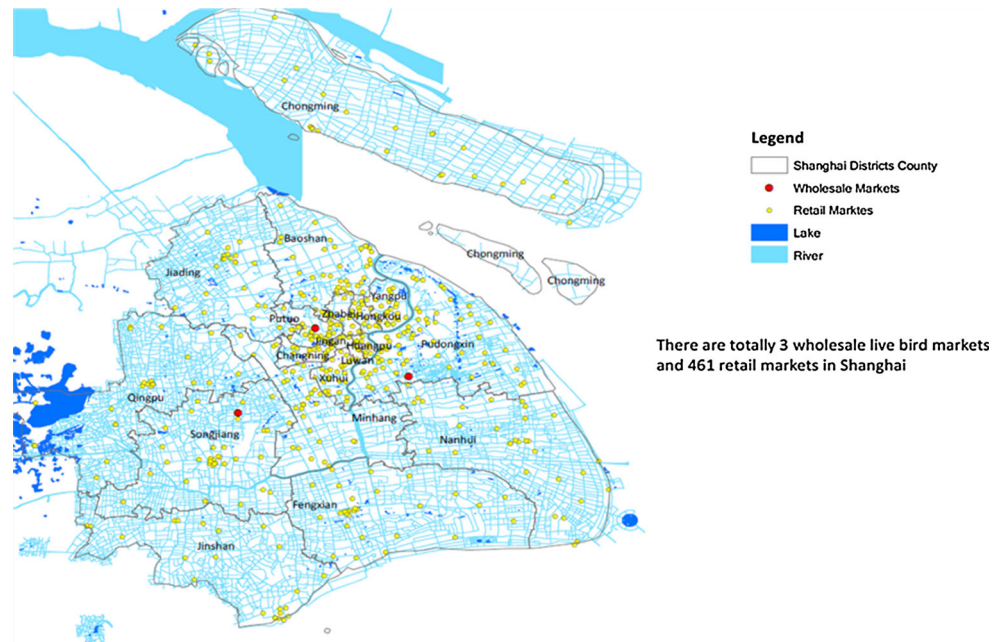 Chongming
Legend
Shanghai Districts County
Wholesale Markets
Retail Marktes
Lake
River
Baoshan
Chongming
Jiading
Chongming
Yangpu
Putuo
Zhabei
Hongkou
Jingan
Huangpu
Pudongxin
Changning
Luwan
Xuhui
Qingpu
Minhang
Songjiang
Nanhui
Fengxian
Jinshan
There are totally 3 wholesale live bird markets
and 461 retail markets in Shanghai